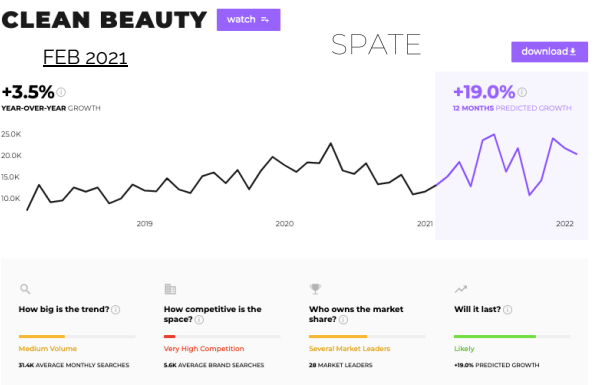 CLEAN BEAUTY watch
FEB 2021
SPATE
download
+3.5%
YEAR-OVER-YEAR GROWTH
+19.0%
12 MONTHS PREDICTED GROWTH
25.0K
20.0K
15.0K
10.0K
2019 2020 2021 2022
How big is the trend?
Medium Volume
31.4K AVERAGE MONTHLY SEARCHES
How competitive is the
space?
Very High Competition
5.6K AVERAGE BRAND SEARCHES
Who owns the market
share?
Several Market Leaders
28 MARKET LEADERS
Will it last?
Likely
+19.0% PREDICTED GROWTH